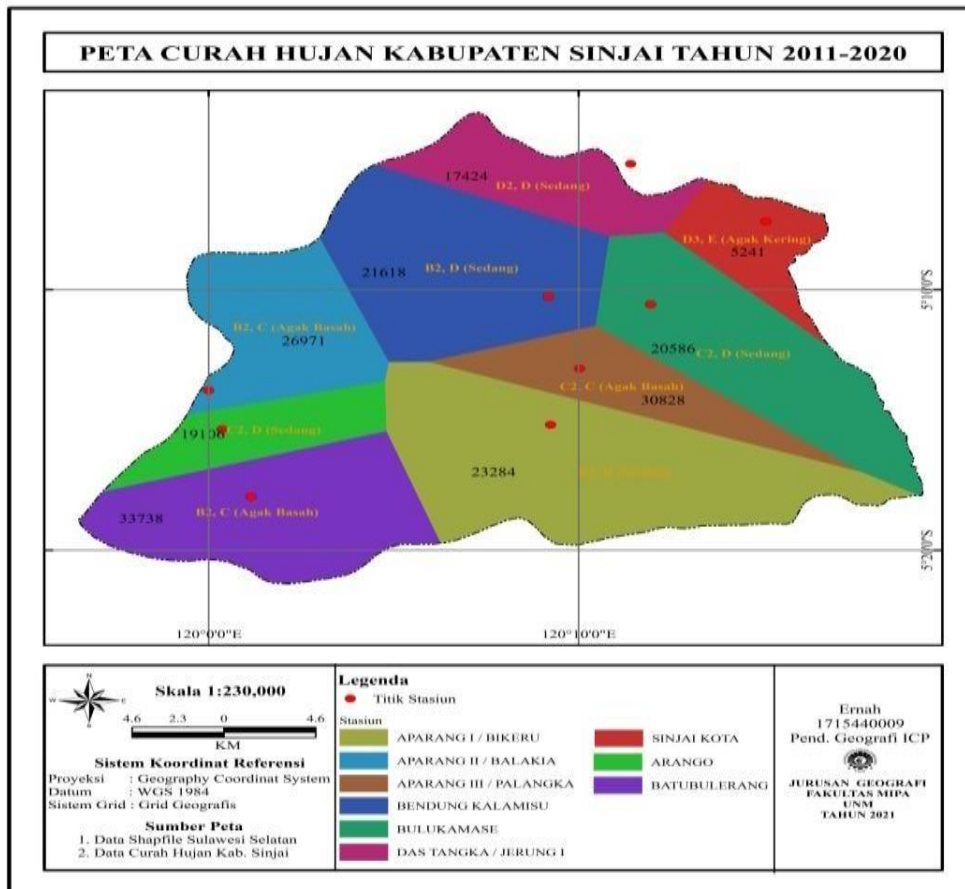 PETA CURAH HUJAN KABUPATEN SINJAI TAHUN 2011-2020
17424
D2, D (Sedang)
D3, E (Agak Kering)
5241
21618
B2, D (Sedang)
5°10'0"S
B2, C (Agak Basah)
26971
20586
C2, D (Sedang)
C2, C (Agak Basah)
30828
19106
C2, D (Sedang)
23284
33738
B2, C (Agak Basah)
5°20'0"S
120°0'0"E
120°10'0"E
Skala 1:230,000
4.6 2.3 0 4.6
KM
W E
S
Sistem Koordinat Referensi
Proyeksi : Geography Coordinat System
Datum : WGS 1984
Sistem Grid : Grid Geografis
Sumber Peta
1. Data Shapfile Sulawesi Selatan
2. Data Curah Hujan Kab. Sinjai
Legenda
Titik Stasiun
Stasiun
APARANG I / BIKERU
APARANG II / BALAKIA
APARANG III / PALANGKA
BENDUNG KALAMISU
BULUKAMASE
DAS TANGKA / JERUNG I
SINJAI KOTA
ARANGO
BATUBULERANG
Ernah
1715440009
Pend. Geografi ICP
JURUSAN GEOGRAFI
FAKULTAS MIPA
UNM
TAHUN 2021